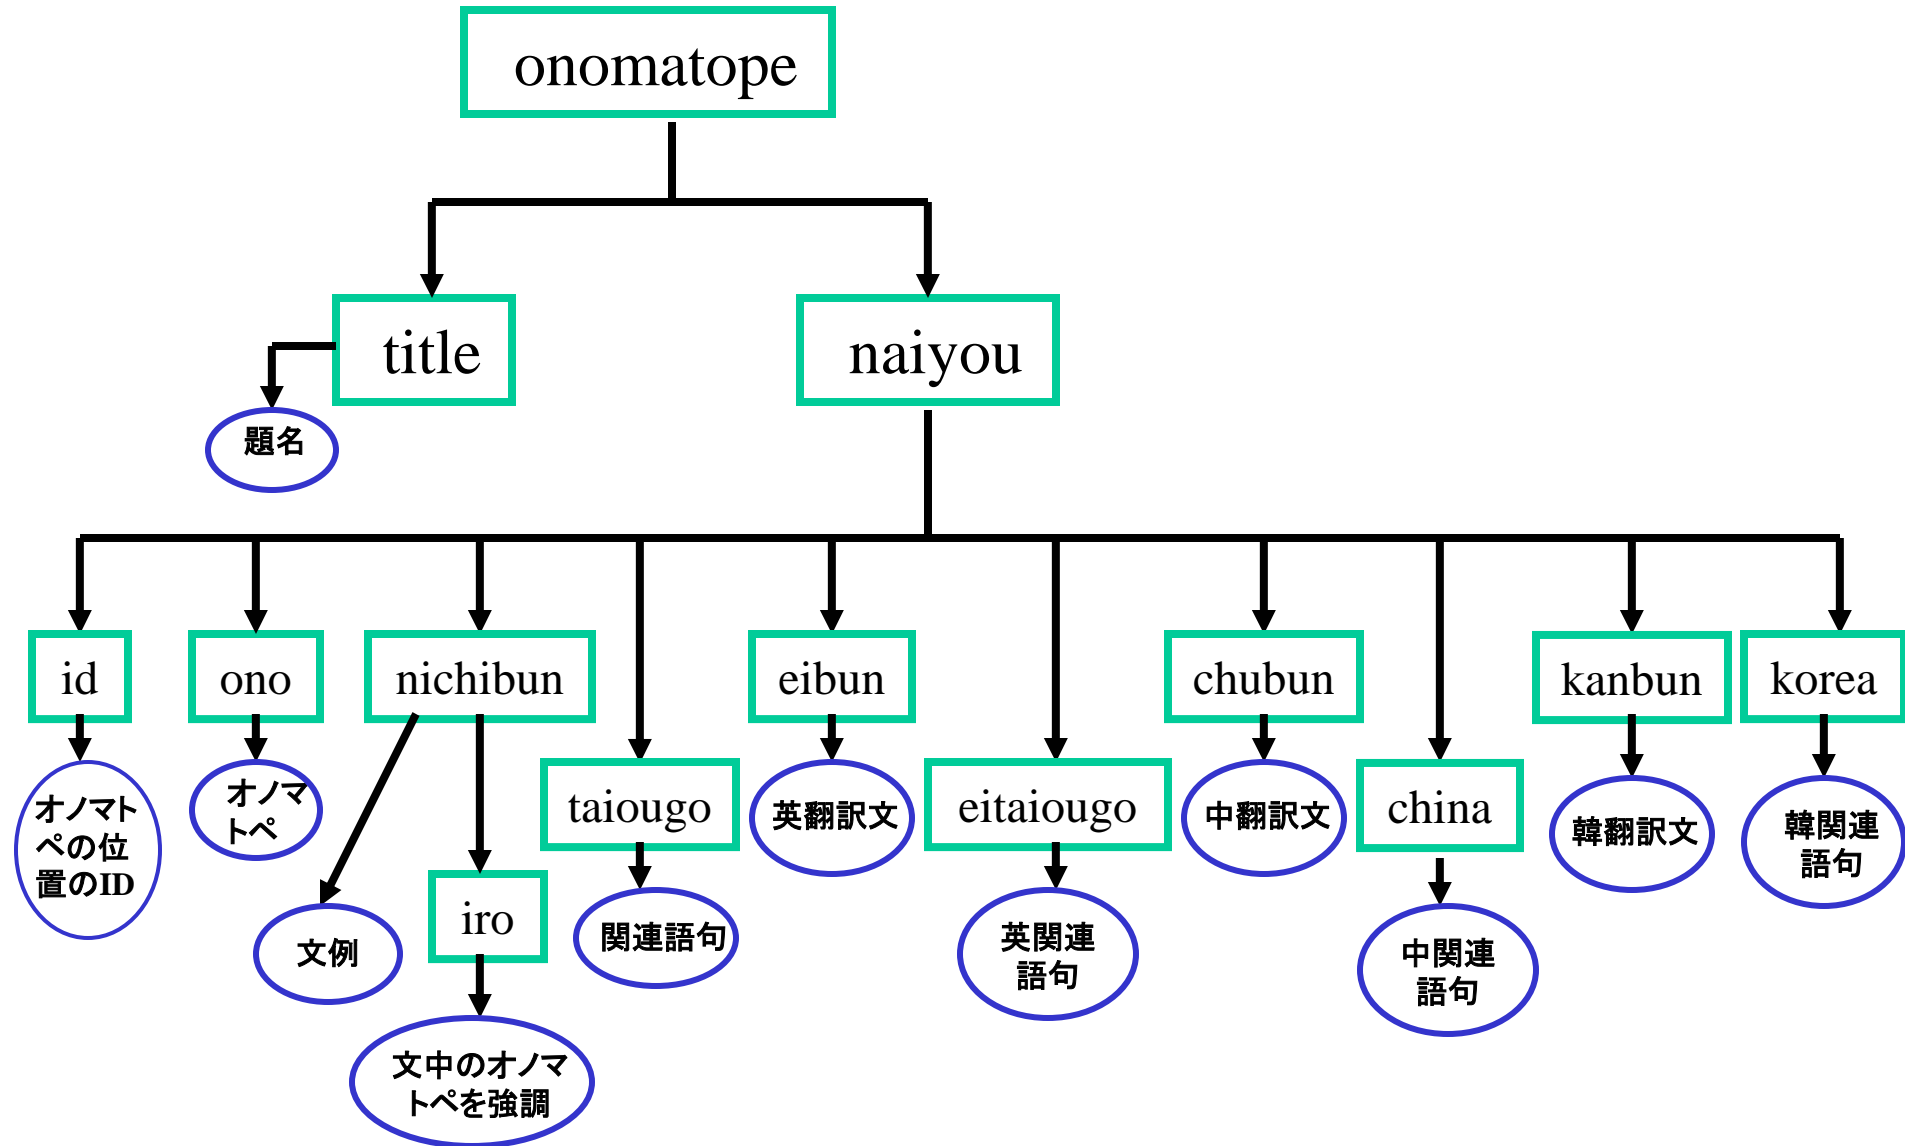 onomatope
title
naiyou
題名
id
ono
nichibun
eibun
chubun
kanbun
korea
taiougo
eitaiougo
china
オノマト
ペの位
置のID
オノマ
トペ
英翻訳文
中翻訳文
韓翻訳文
韓関連
語句
文例
iro
関連語句
英関連
語句
中関連
語句
文中のオノマ
トペを強調